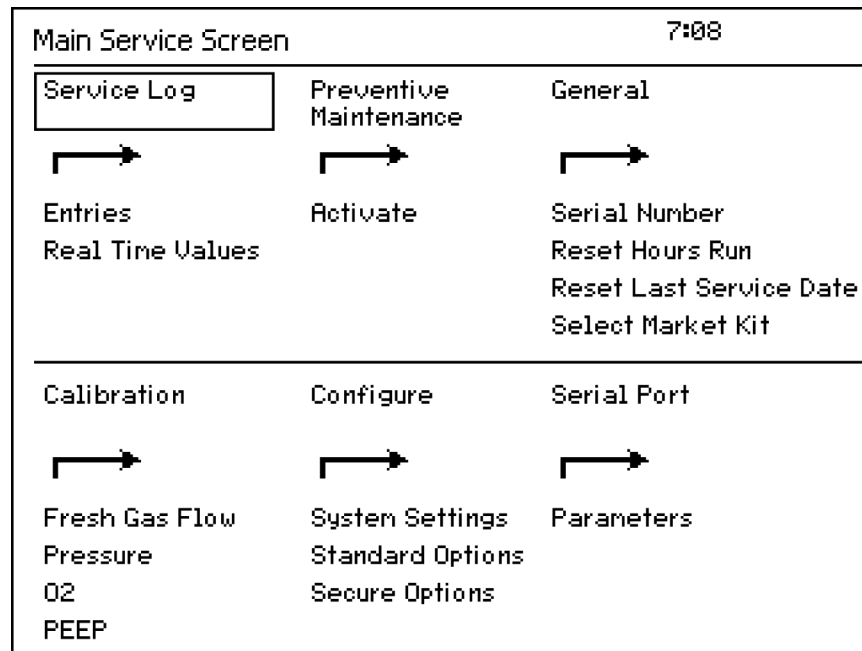 Main Service Screen
7:08
Service Log
Preventive
Maintenance
General
Entries
Real Time Values
Activate
Serial Number
Reset Hours Run
Reset Last Service Date
Select Market Kit
Calibration
Configure
Serial Port
Fresh Gas Flow
Pressure
O2
PEEP
System Settings
Standard Options
Secure Options
Parameters